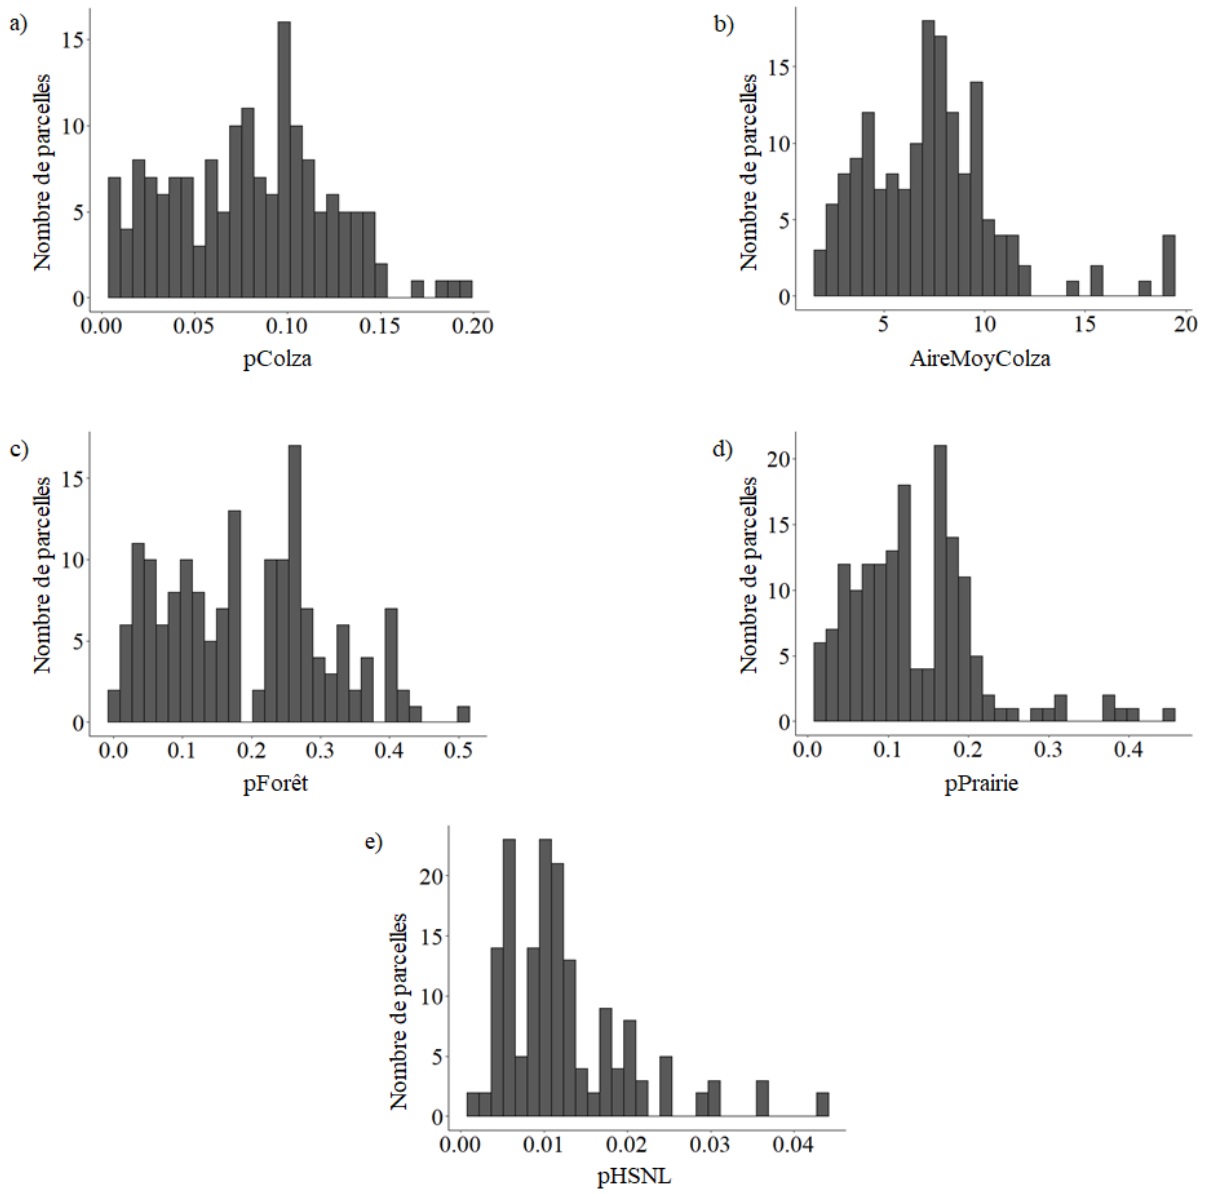 a)
15
10
5
0
Nombre de parcelles
0.00 0.05 0.10 0.15 0.20
pColza
b)
15
10
5
0
Nombre de parcelles
5 10 15 20
AireMoyColza
c)
15
10
5
0
Nombre de parcelles
0.0 0.1 0.2 0.3 0.4 0.5
pForêt
d)
20
15
10
5
0
Nombre de parcelles
0.0 0.1 0.2 0.3 0.4
pPrairie
e)
20
15
10
5
0
Nombre de parcelles
0.00 0.01 0.02 0.03 0.04
pHSNL